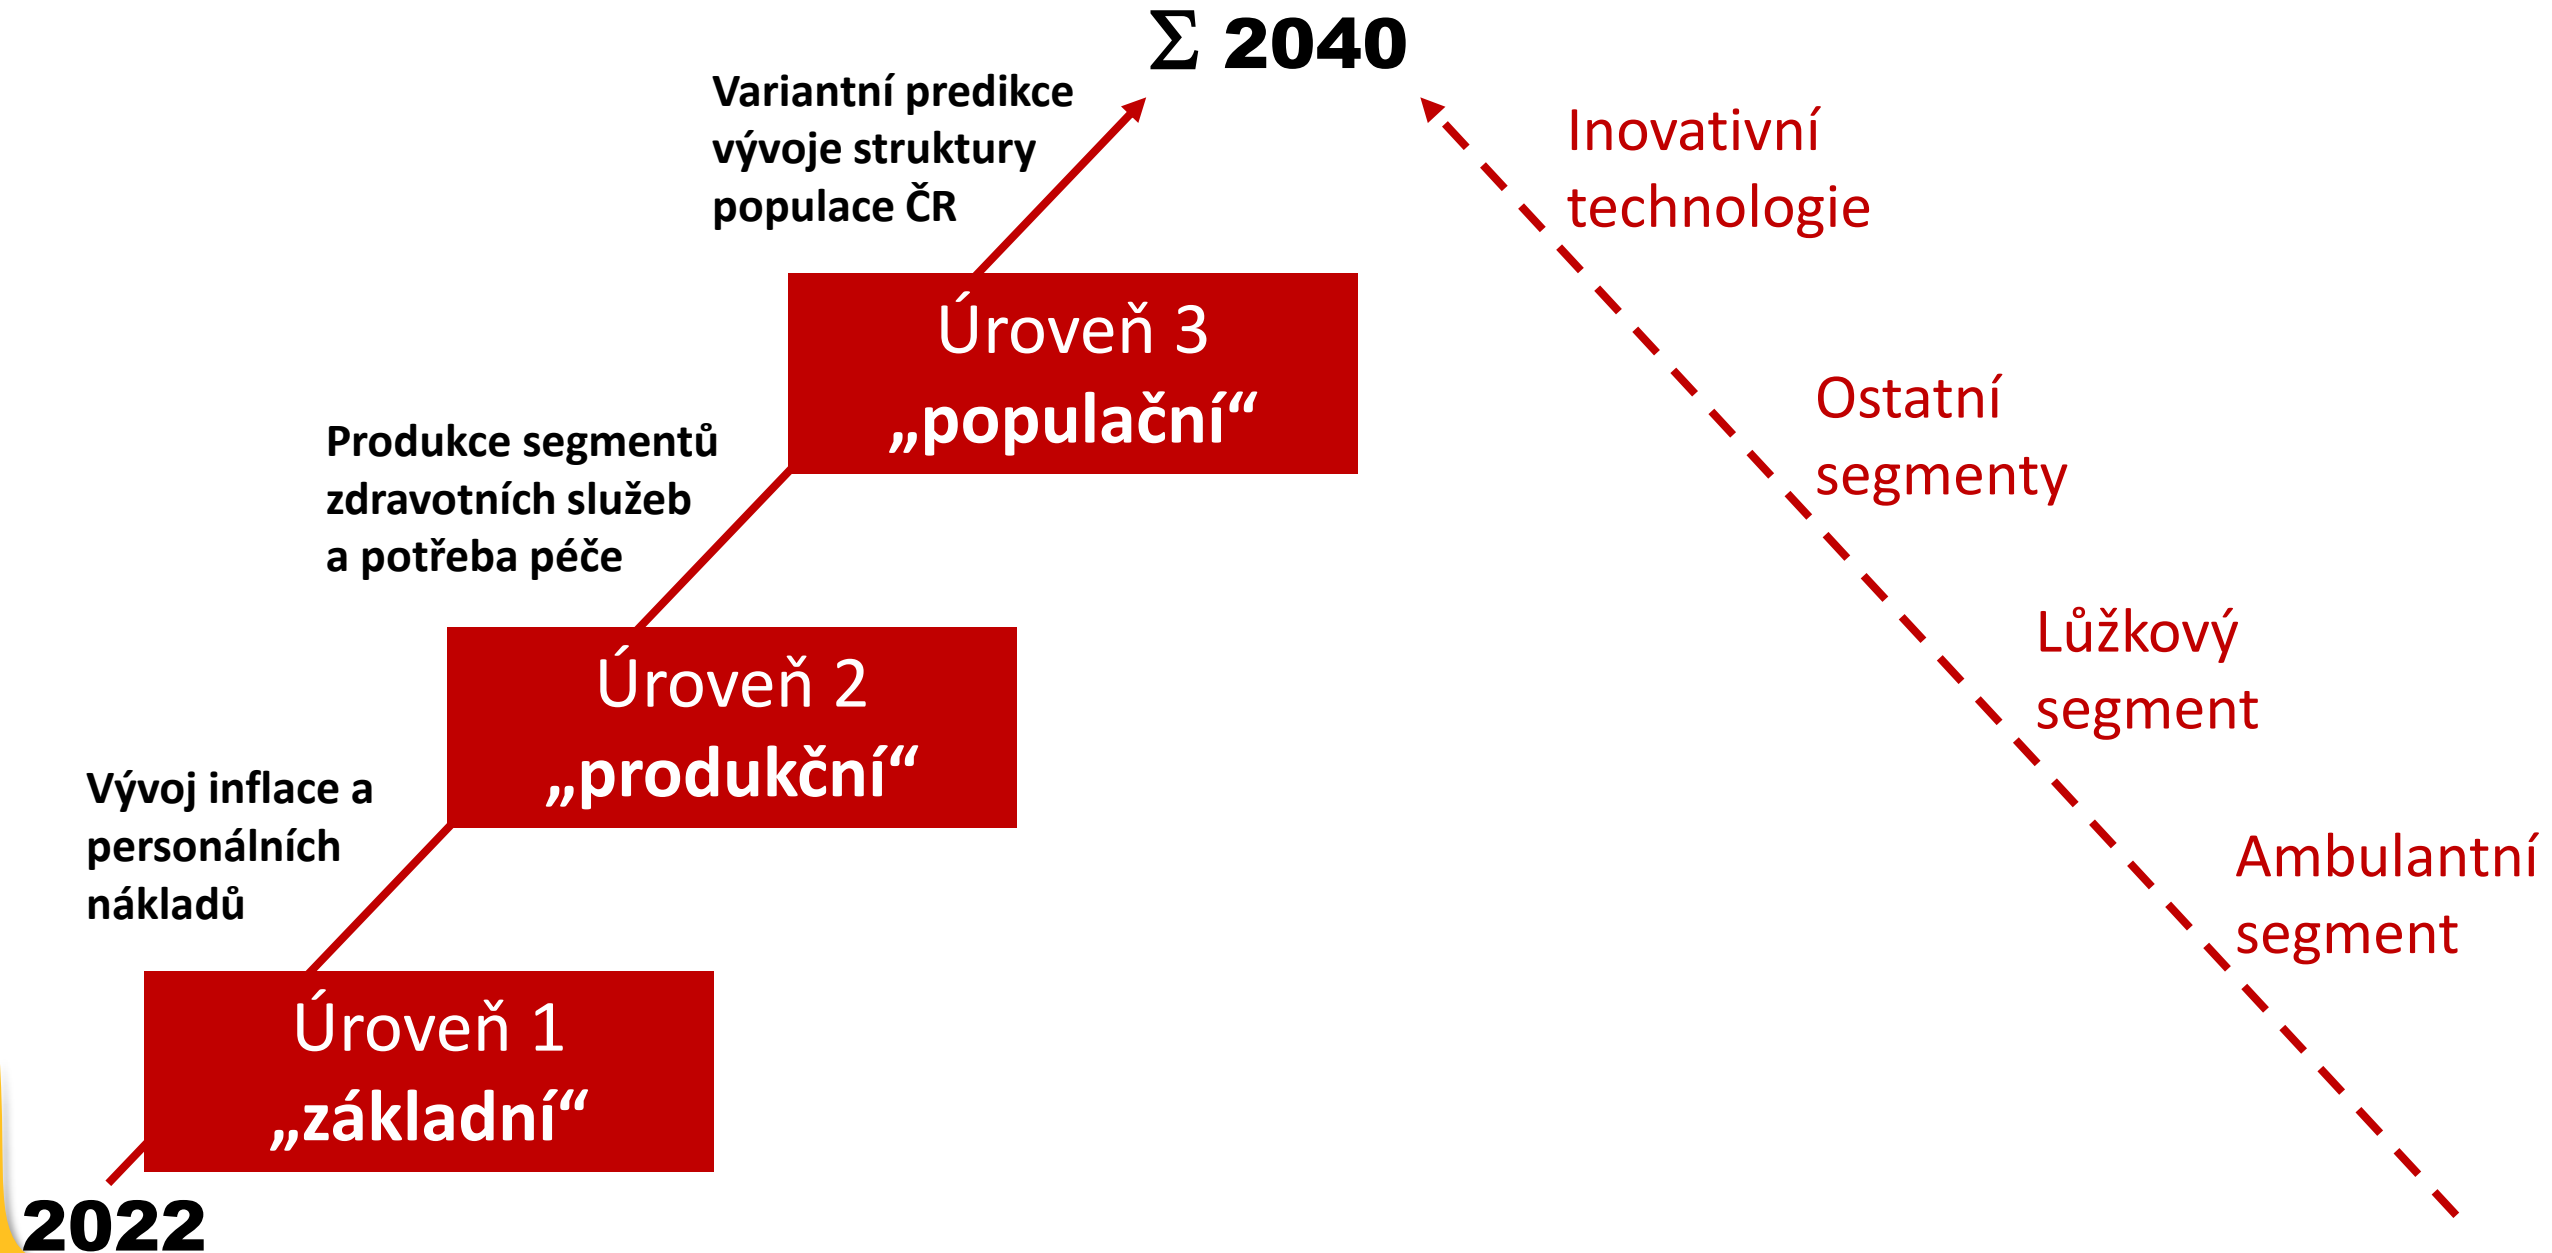 Σ 2040
Variantní predikce
vývoje struktury
populace ČR
Inovativní
technologie
Úroveň 3
„populační“
Ostatní
segmenty
Produkce segmentů
zdravotních služeb
a potřeba péče
Lůžkový
segment
Úroveň 2
„produkční“
Vývoj inflace a
personálních
nákladů
Ambulantní
segment
Úroveň 1
„základní“
2022